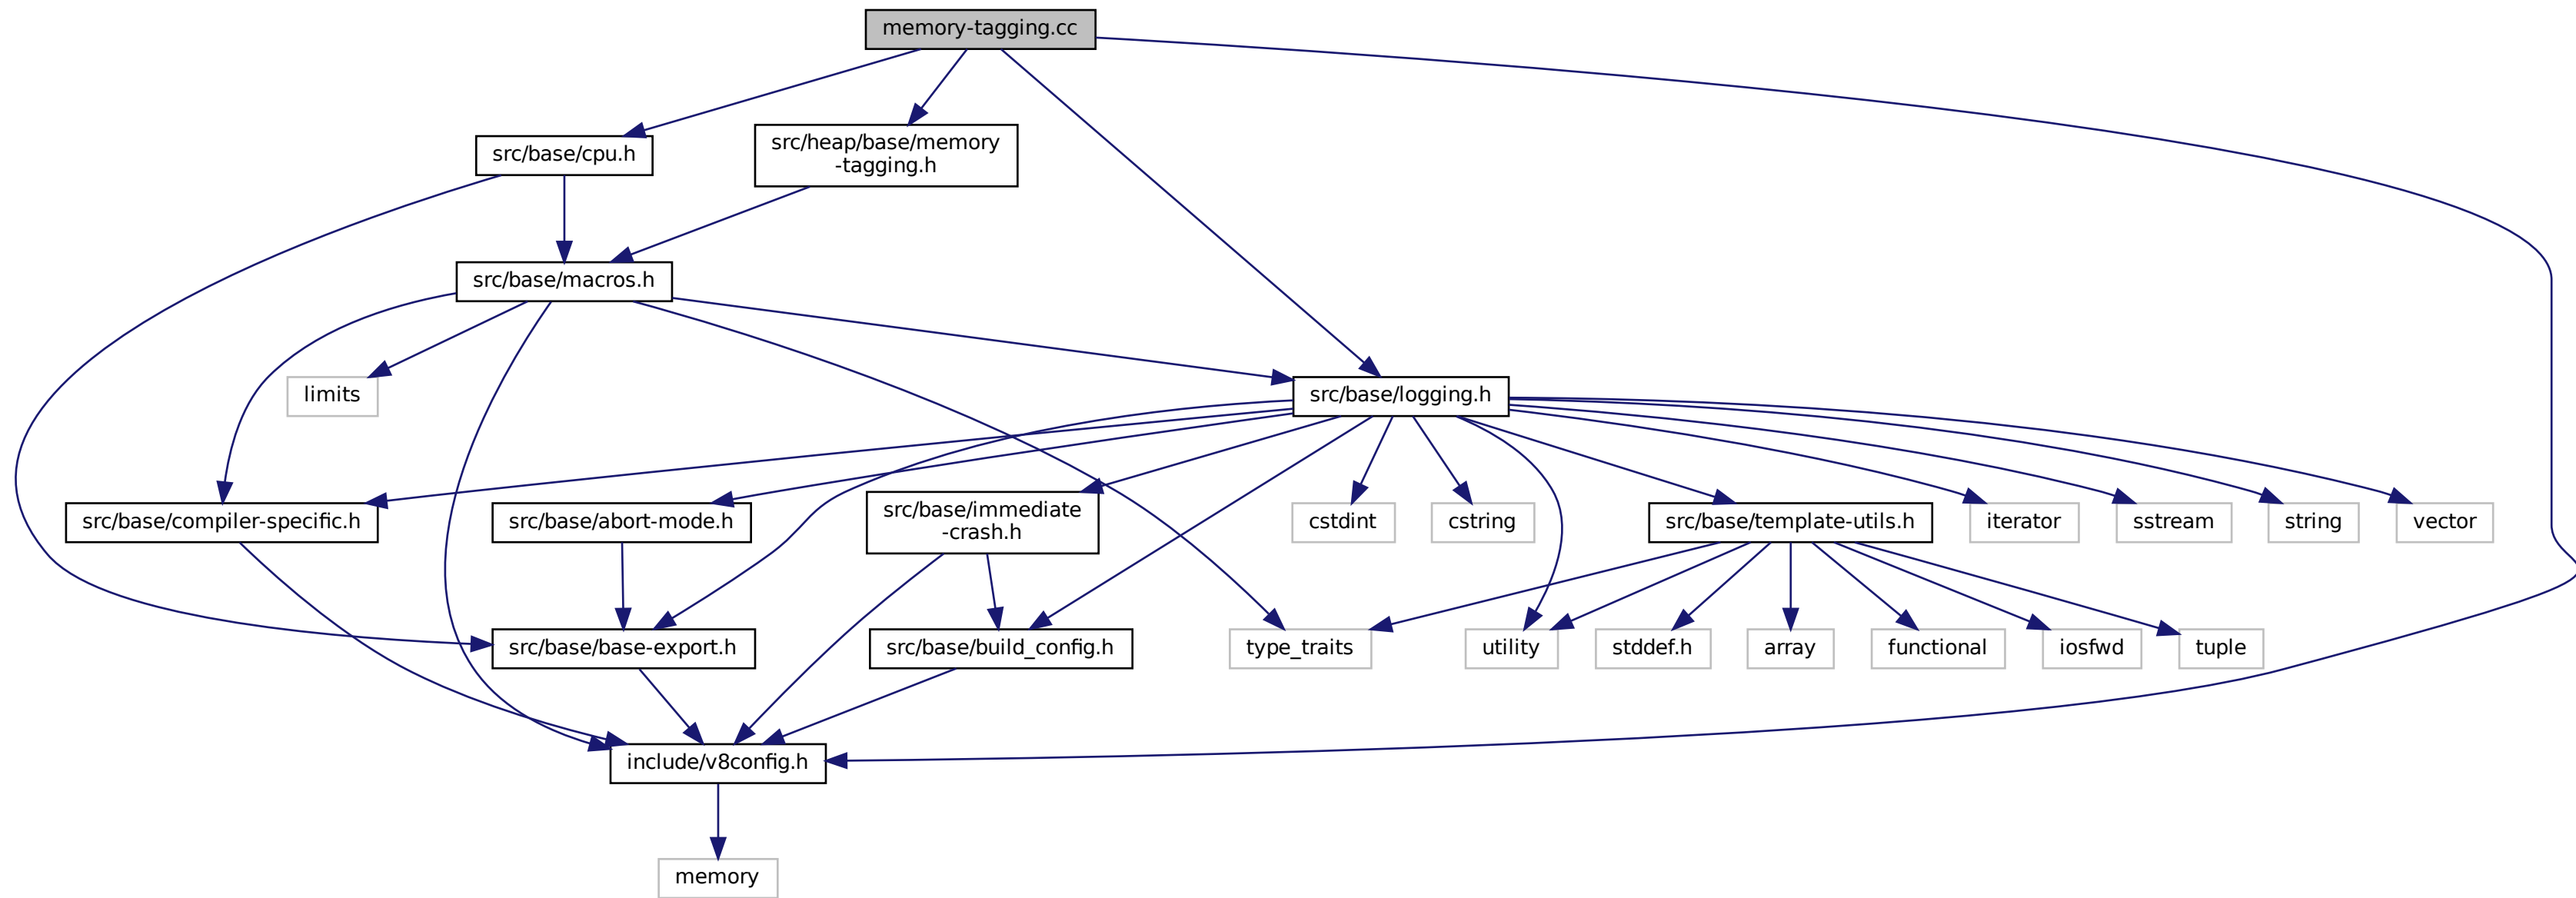 memory-tagging.cc
src/base/cpu.h
src/heap/base/memory
-tagging.h
src/base/macros.h
limits
src/base/logging.h
src/base/compiler-specific.h
src/base/abort-mode.h
src/base/immediate
-crash.h
cstdint
cstring
src/base/template-utils.h
iterator
sstream
string
vector
src/base/base-export.h
src/base/build_config.h
type_traits
utility
stddef.h
array
functional
iosfwd
tuple
include/v8config.h
memory